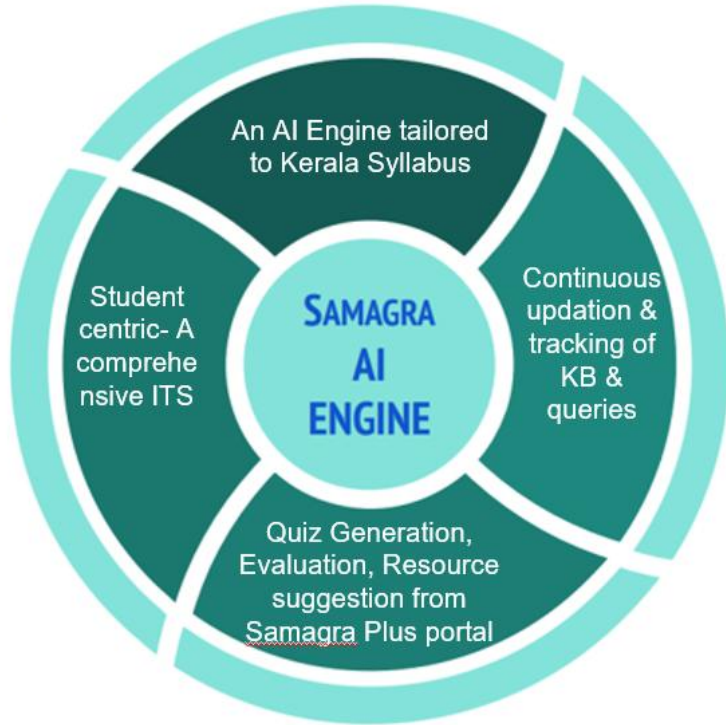 An AI Engine tailored
to Kerala Syllabus
Student
centric- A
comprehe
nsive ITS
SAMAGRA
AI
ENGINE
Continuous
updation &
tracking of
KB &
queries
Quiz Generation,
Evaluation, Resource
suggestion from
Samagra Plus portal